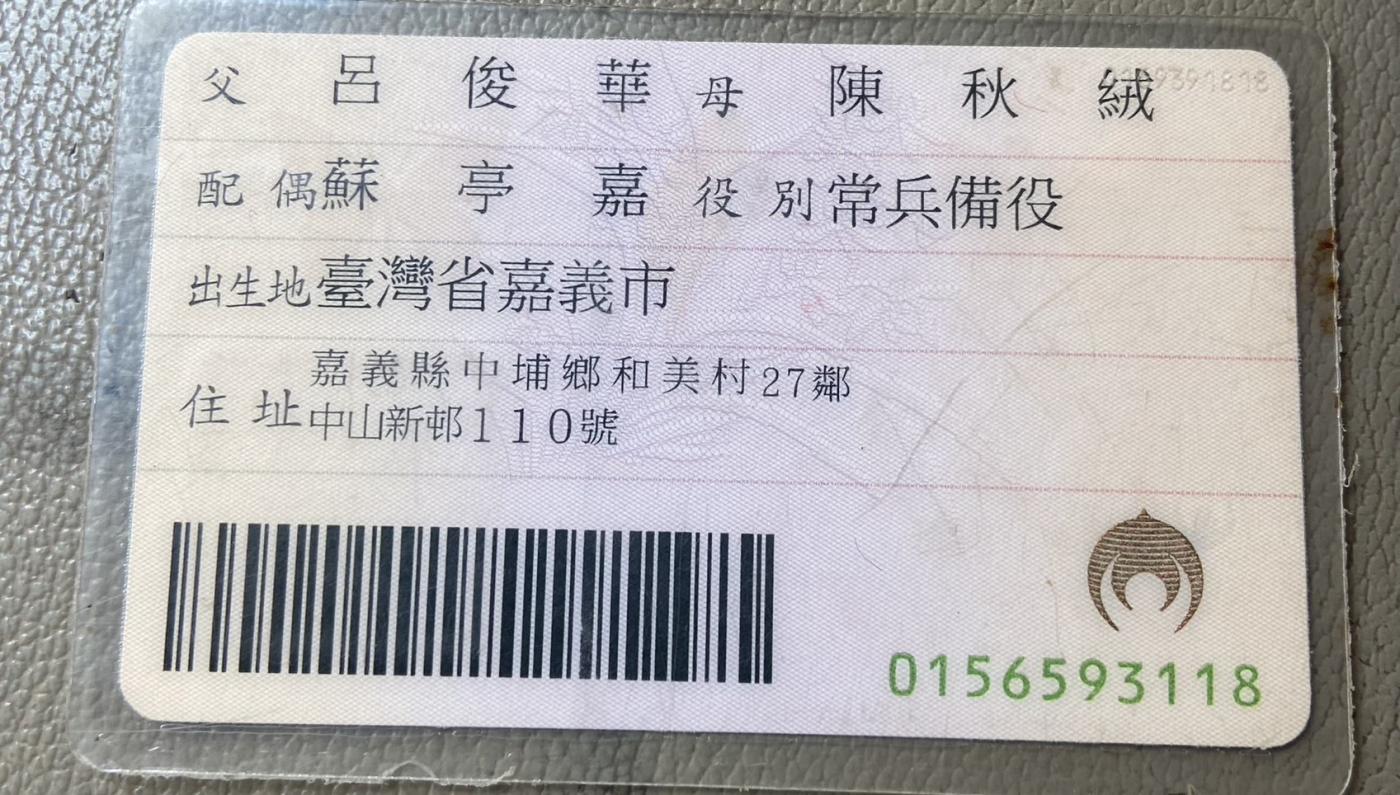 父 呂俊華 母 陳秋絨
配偶 蘇亭嘉 役別 常兵備役
出生地 臺灣省嘉義市
住址 嘉義縣中埔鄉和美村27鄰
中山新邨110號
0156593118